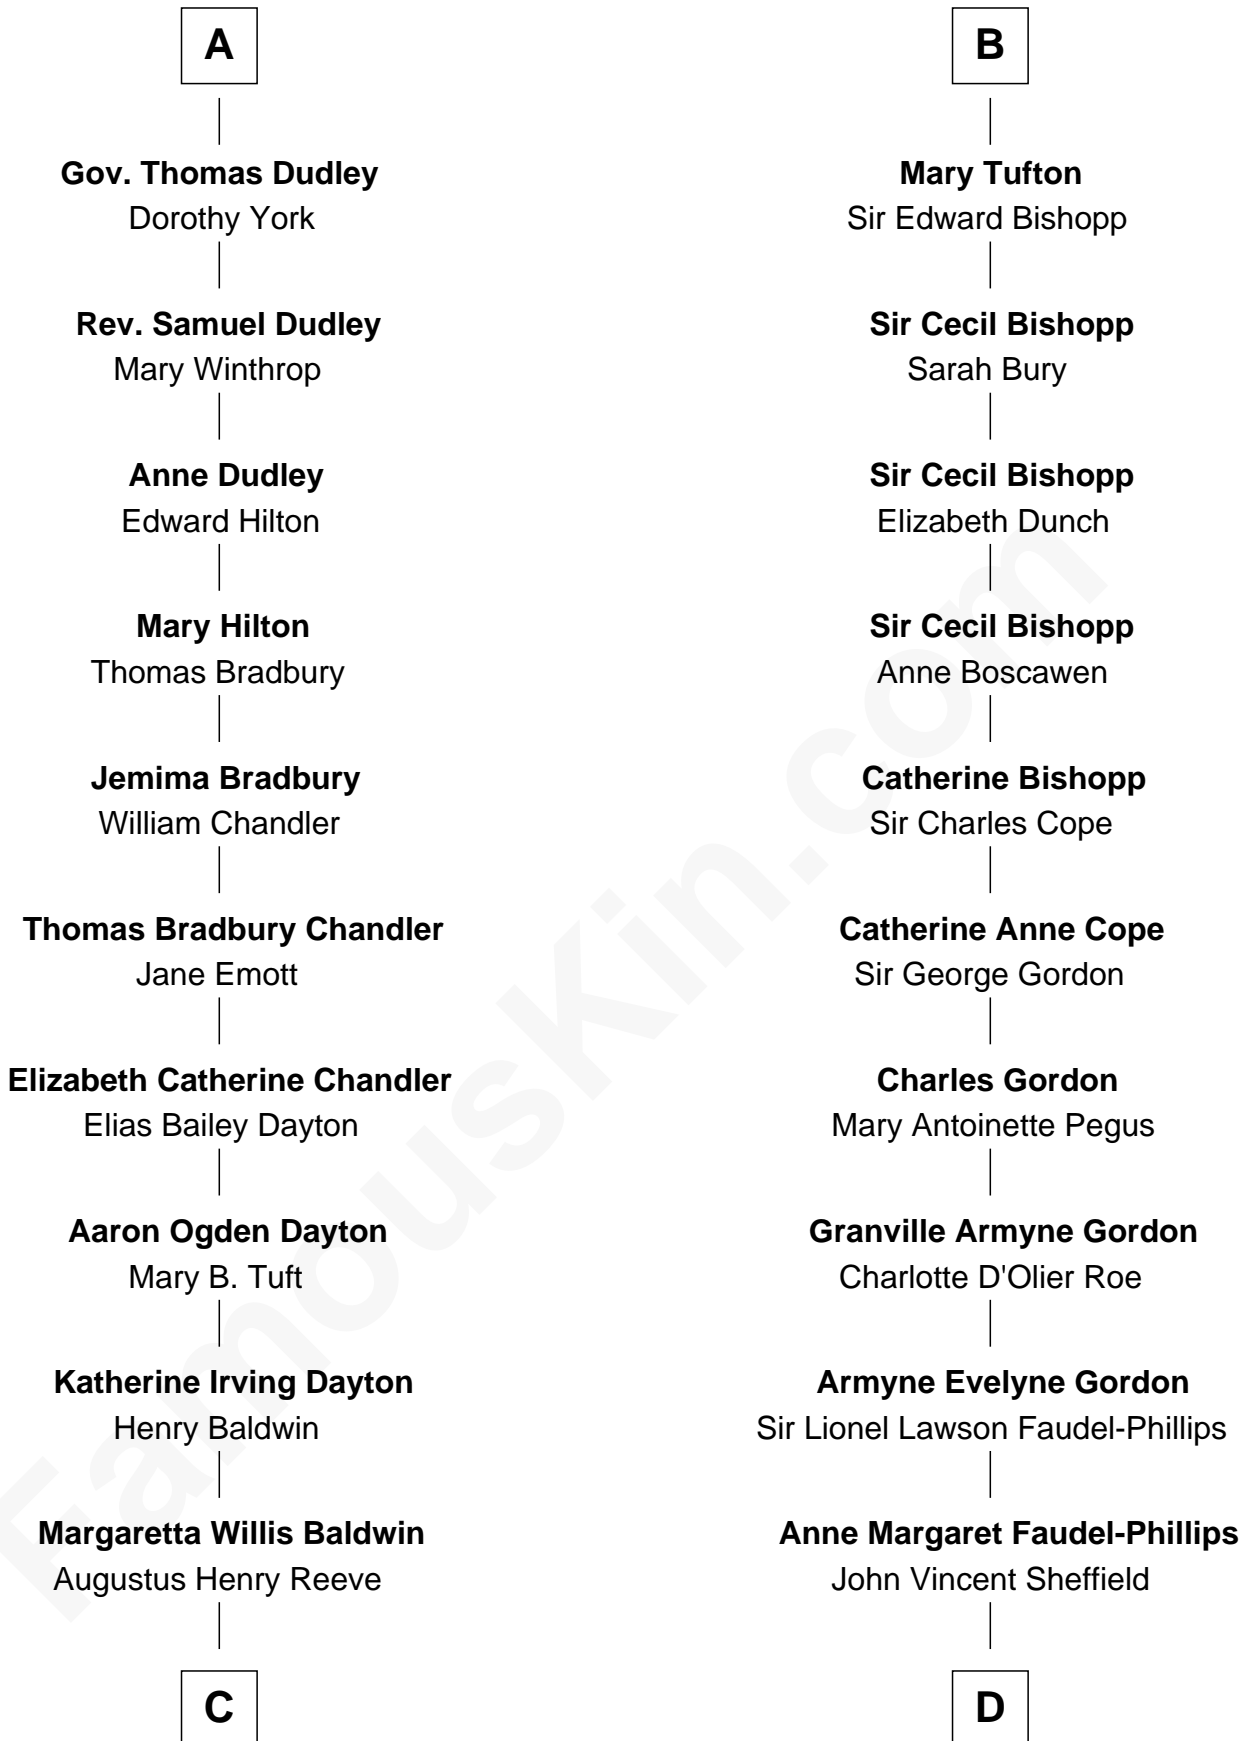 A
Gov. Thomas Dudley
Dorothy York
Rev. Samuel Dudley
Mary Winthrop
Anne Dudley
Edward Hilton
Mary Hilton
Thomas Bradbury
Jemima Bradbury
William Chandler
Thomas Bradbury Chandler
Jane Emott
Elizabeth Catherine Chandler
Elias Bailey Dayton
Aaron Ogden Dayton
Mary B. Tuft
Katherine Irving Dayton
Henry Baldwin
Margaretta Willis Baldwin
Augustus Henry Reeve
C
B
Mary Tufton
Sir Edward Bishopp
Sir Cecil Bishopp
Sarah Bury
Sir Cecil Bishopp
Elizabeth Dunch
Sir Cecil Bishopp
Anne Boscawen
Catherine Bishopp
Sir Charles Cope
Catherine Anne Cope
Sir George Gordon
Charles Gordon
Mary Antoinette Pegus
Granville Armyne Gordon
Charlotte D'Olier Roe
Armyne Evelyne Gordon
Sir Lionel Lawson Faudel-Phillips
Anne Margaret Faudel-Phillips
John Vincent Sheffield
D
FamousKin.com